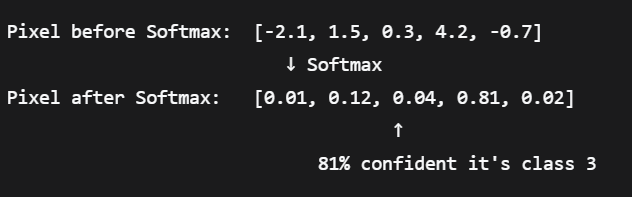 Pixel before Softmax: [-2.1, 1.5, 0.3, 4.2, -0.7]
↓ Softmax
Pixel after Softmax: [0.01, 0.12, 0.04, 0.81, 0.02]
↑
81% confident it's class 3